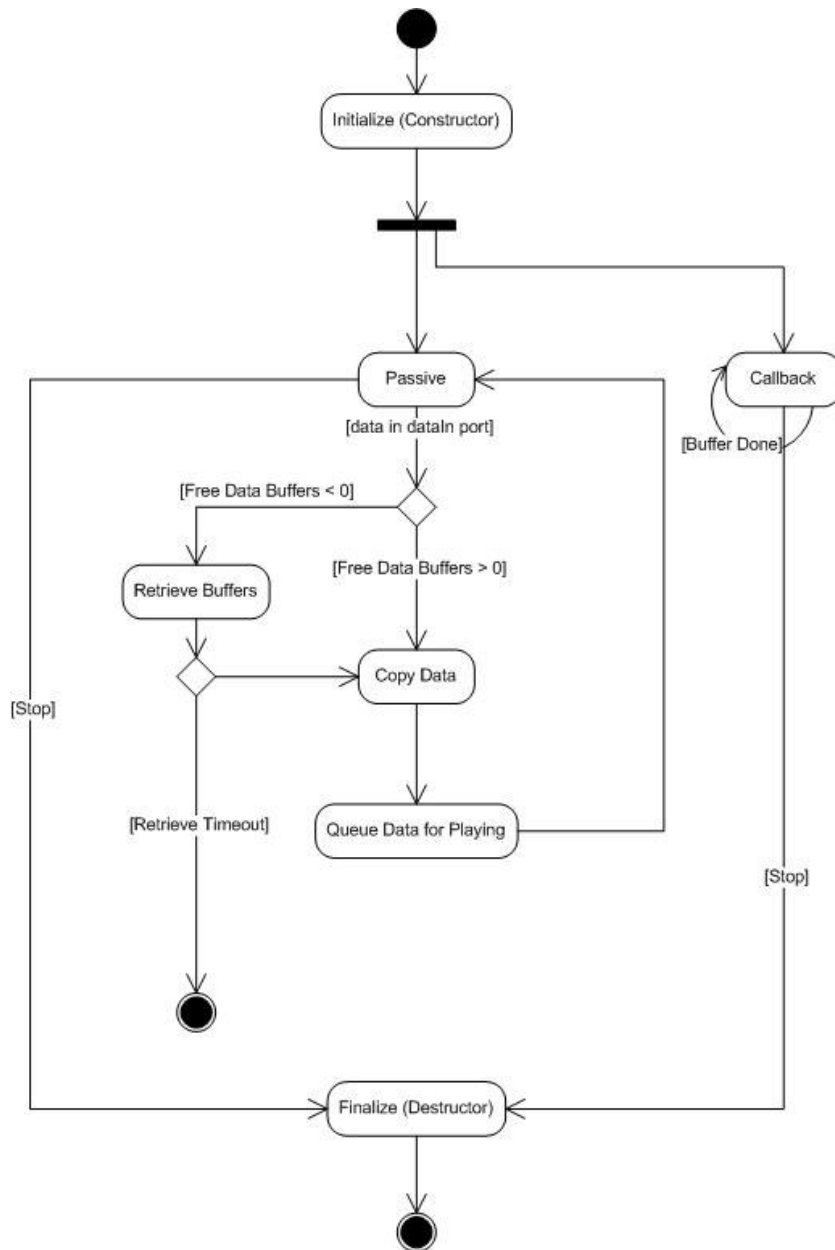 Initialize (Constructor)
Passive
Callback
[data in dataIn port]
[Buffer Done]
[Free Data Buffers < 0]
[Free Data Buffers > 0]
Retrieve Buffers
Copy Data
[Stop]
[Retrieve Timeout]
Queue Data for Playing
[Stop]
Finalize (Destructor)